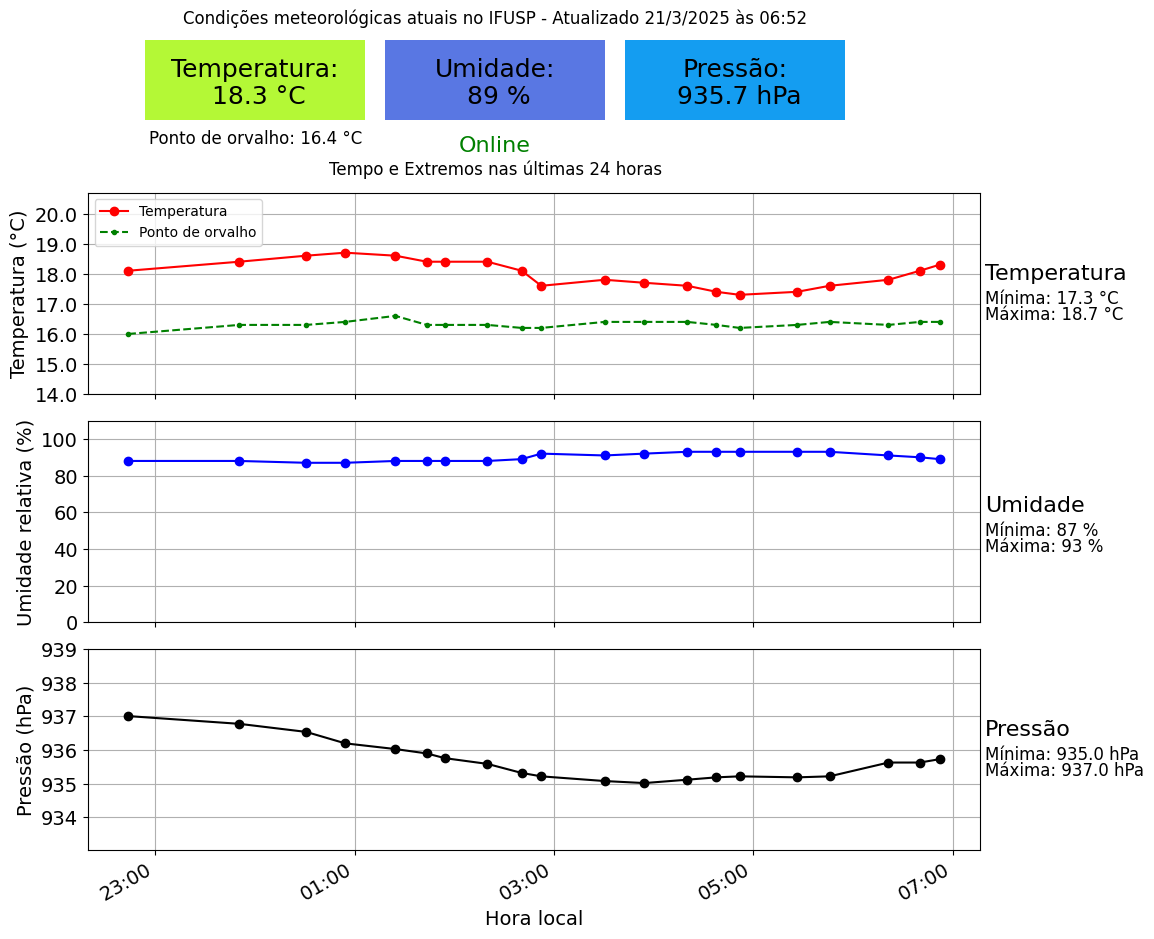 Condições meteorológicas atuais no IFUSP - Atualizado 21/3/2025 às 06:52
Temperatura:
18.3 °C
Umidade:
89 %
Pressão:
935.7 hPa
Ponto de orvalho: 16.4 °C
Online
Tempo e Extremos nas últimas 24 horas
Temperatura (°C)
20.0
19.0
18.0
17.0
16.0
15.0
14.0
Temperatura
Ponto de orvalho
Temperatura
Mínima: 17.3 °C
Máxima: 18.7 °C
Umidade relativa (%)
100
80
60
40
20
0
Umidade
Mínima: 87 %
Máxima: 93 %
Pressão (hPa)
939
938
937
936
935
934
Pressão
Mínima: 935.0 hPa
Máxima: 937.0 hPa
23:00
01:00
03:00
05:00
07:00
Hora local